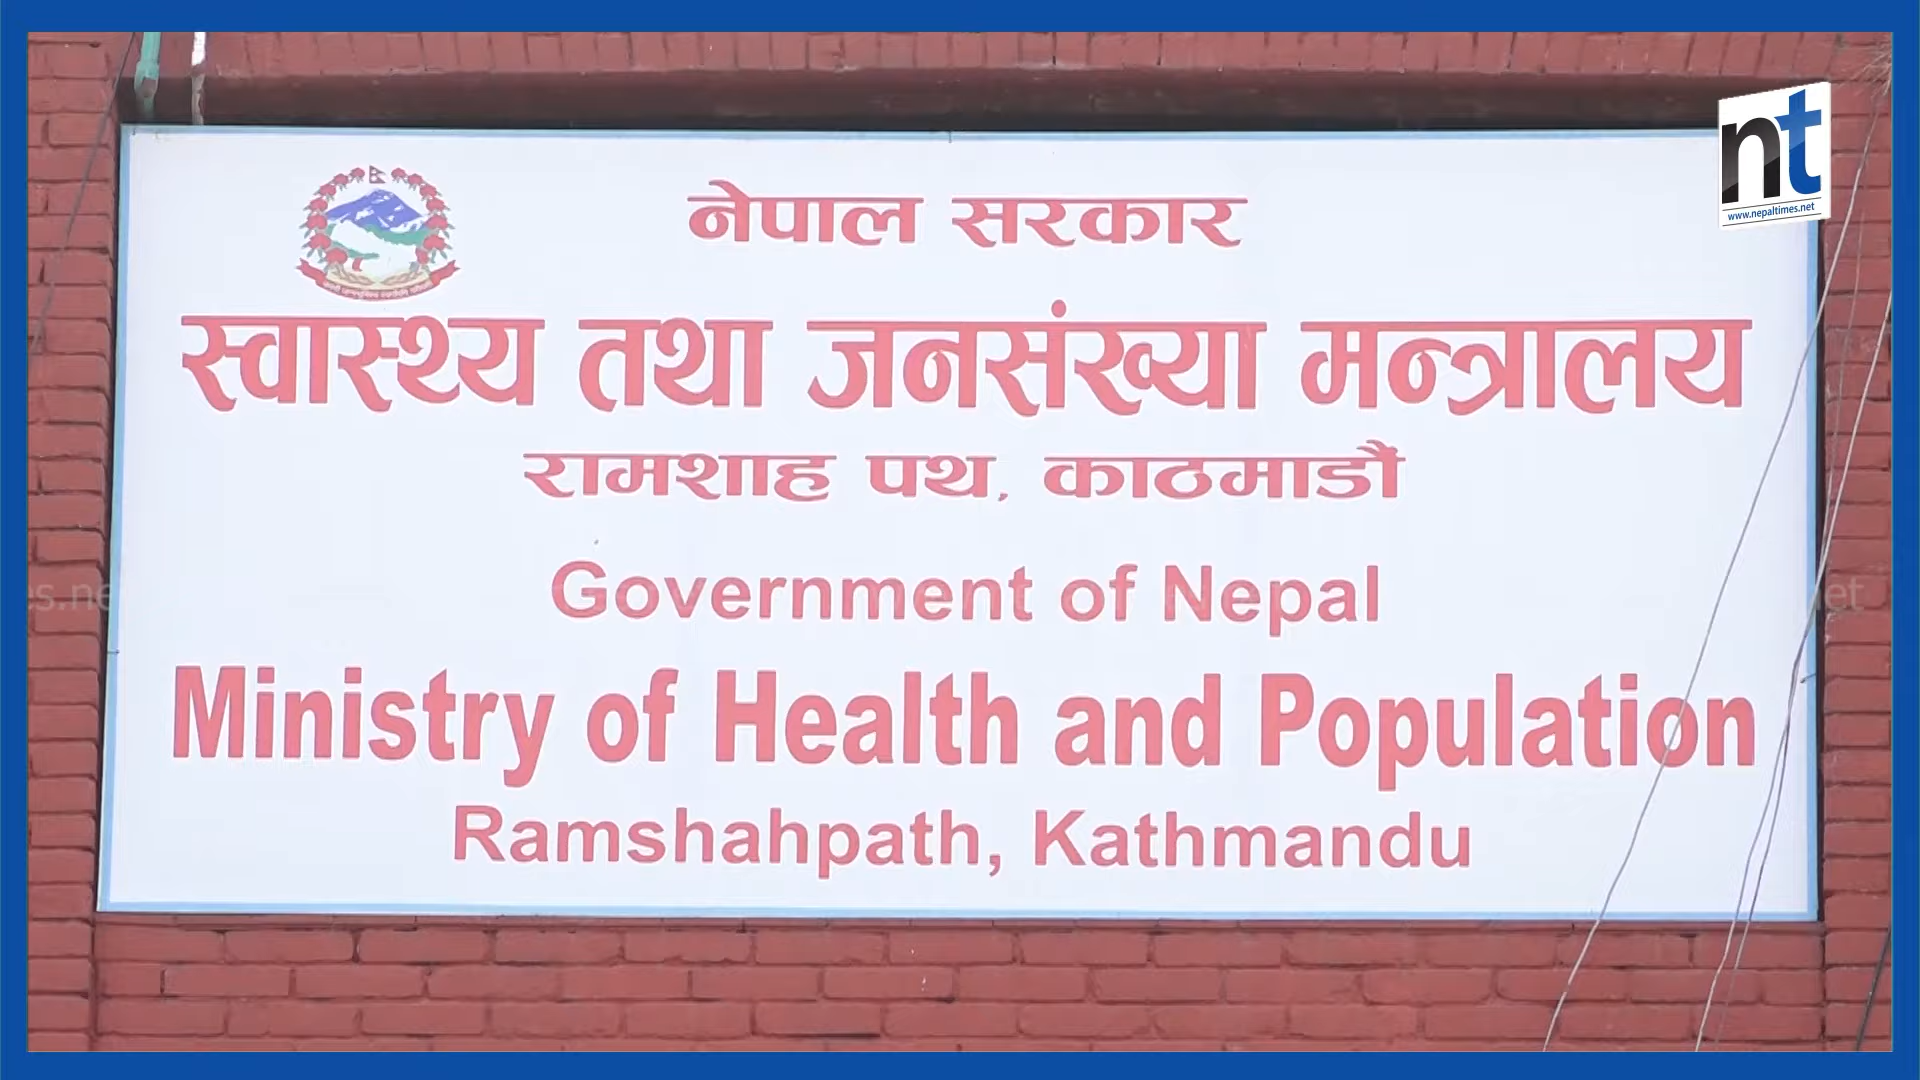 nt
www.nepaltimes.net
नेपाल सरकार
स्वास्थ्य तथा जनसंख्या मन्त्रालय
रामशाह पथ, काठमाडौं
Government of Nepal
Ministry of Health and Population
Ramshahpath, Kathmandu